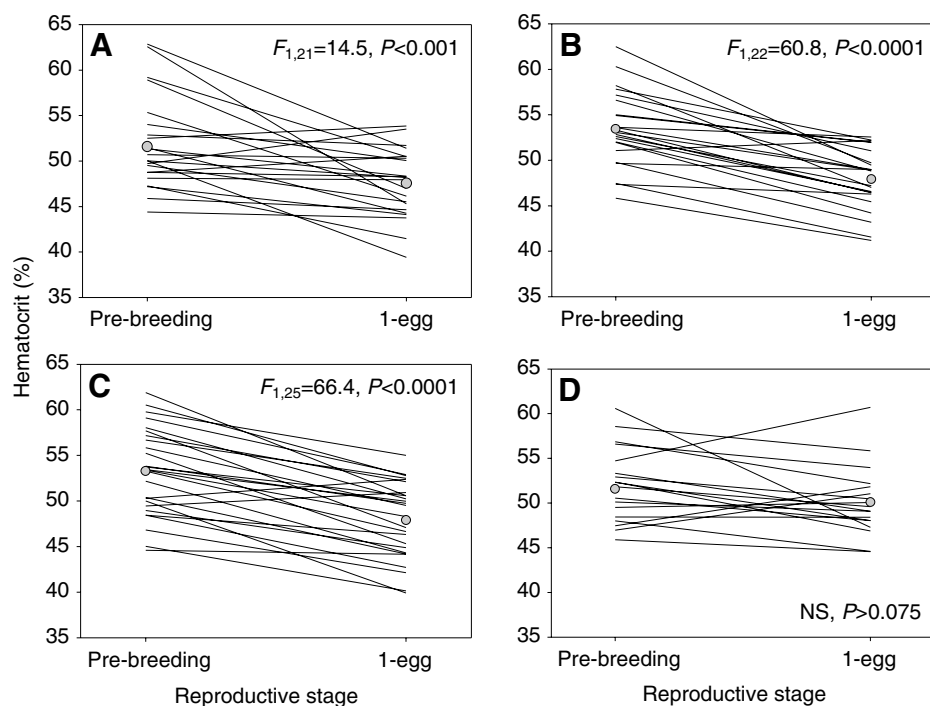 A
F1,21=14.5, P<0.001
65
60
55
50
45
40
35
Pre-breeding 1-egg
B
F1,22=60.8, P<0.0001
65
60
55
50
45
40
35
Pre-breeding 1-egg
Hematocrit (%)
C
F1,25=66.4, P<0.0001
65
60
55
50
45
40
35
Pre-breeding 1-egg
Reproductive stage
D
65
60
55
50
45
40
35
NS, P>0.075
Pre-breeding 1-egg
Reproductive stage